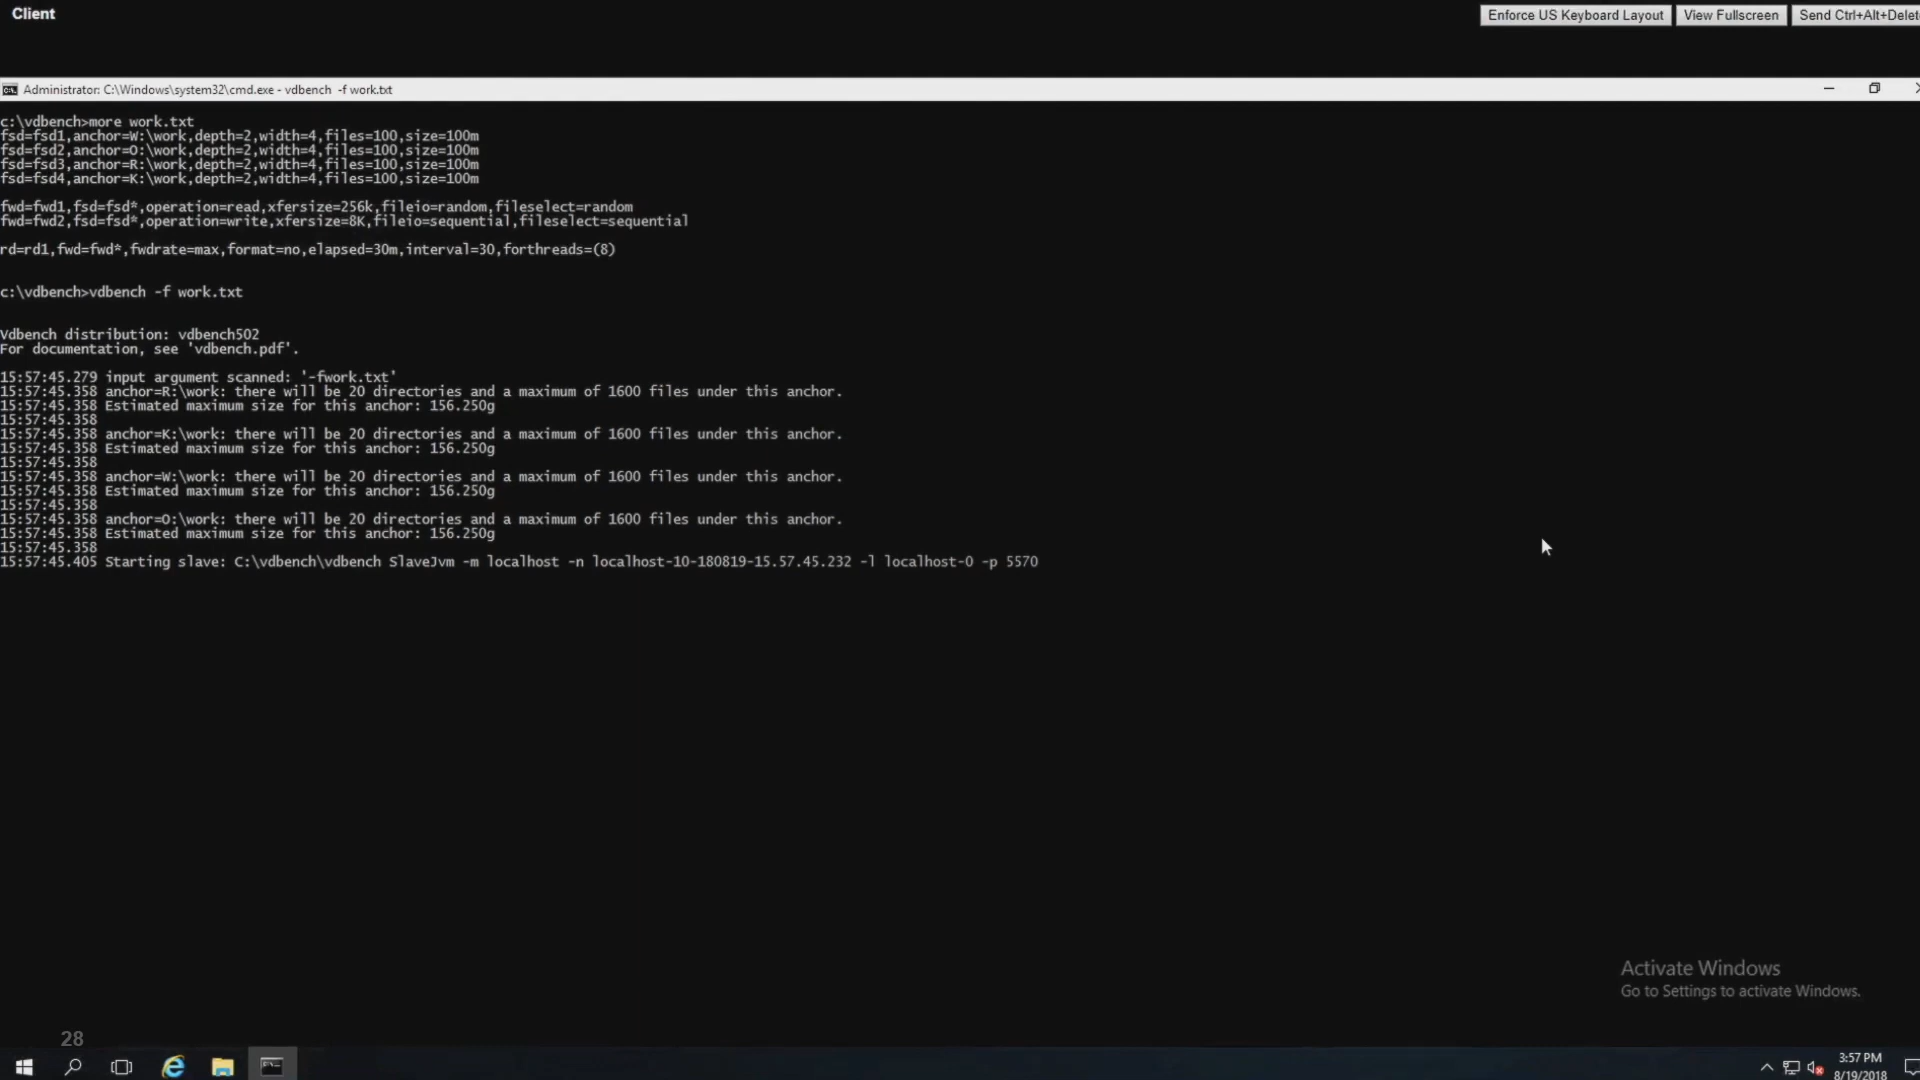 Client
Enforce US Keyboard Layout
View Fullscreen
Send Ctrl+Alt+Delet
Administrator: C:\Windows\system32\cmd.exe - vdbench  -f work.txt
c:\vdbench>more work.txt
fsd=fsd1,anchor=W:\work,depth=2,width=4,files=100,size=100m
fsd=fsd2,anchor=O:\work,depth=2,width=4,files=100,size=100m
fsd=fsd3,anchor=R:\work,depth=2,width=4,files=100,size=100m
fsd=fsd4,anchor=K:\work,depth=2,width=4,files=100,size=100m
fwd=fwd1,fsd=fsd*,operation=read,xfersize=256k,fileio=random,fileselect=random
fwd=fwd2,fsd=fsd*,operation=write,xfersize=8K,fileio=sequential,fileselect=sequential
rd=rd1,fwd=fwd*,fwdrate=max,format=no,elapsed=30m,interval=30,forthreads=(8)
c:\vdbench>vdbench -f work.txt
Vdbench distribution: vdbench502
For documentation, see 'vdbench.pdf'.
15:57:45.279 input argument scanned: '-fwork.txt'
15:57:45.358 anchor=R:\work: there will be 20 directories and a maximum of 1600 files under this anchor.
15:57:45.358 Estimated maximum size for this anchor: 156.250g
15:57:45.358
15:57:45.358 anchor=K:\work: there will be 20 directories and a maximum of 1600 files under this anchor.
15:57:45.358 Estimated maximum size for this anchor: 156.250g
15:57:45.358
15:57:45.358 anchor=W:\work: there will be 20 directories and a maximum of 1600 files under this anchor.
15:57:45.358 Estimated maximum size for this anchor: 156.250g
15:57:45.358
15:57:45.358 anchor=O:\work: there will be 20 directories and a maximum of 1600 files under this anchor.
15:57:45.358 Estimated maximum size for this anchor: 156.250g
15:57:45.358
15:57:45.405 Starting slave: C:\vdbench\vdbench SlaveJvm -m localhost -n localhost-10-180819-15.57.45.232 -l localhost-0 -p 5570
Activate Windows
Go to Settings to activate Windows.
28
3:57 PM
8/19/2018